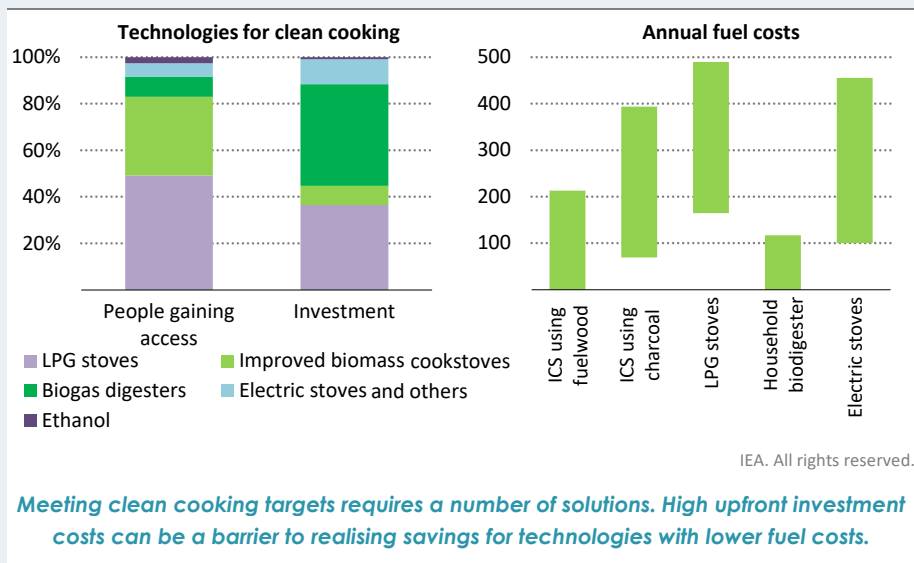 Technologies for clean cooking
100%
80%
60%
40%
20%
People gaining
access
Investment
LPG stoves
Improved biomass cookstoves
Biogas digesters
Electric stoves and others
Ethanol
Annual fuel costs
500
400
300
200
100
ICS using
fuelwood
ICS using
charcoal
LPG stoves
Household
biodigester
Electric stoves
IEA. All rights reserved.
Meeting clean cooking targets requires a number of solutions. High upfront investment
costs can be a barrier to realising savings for technologies with lower fuel costs.